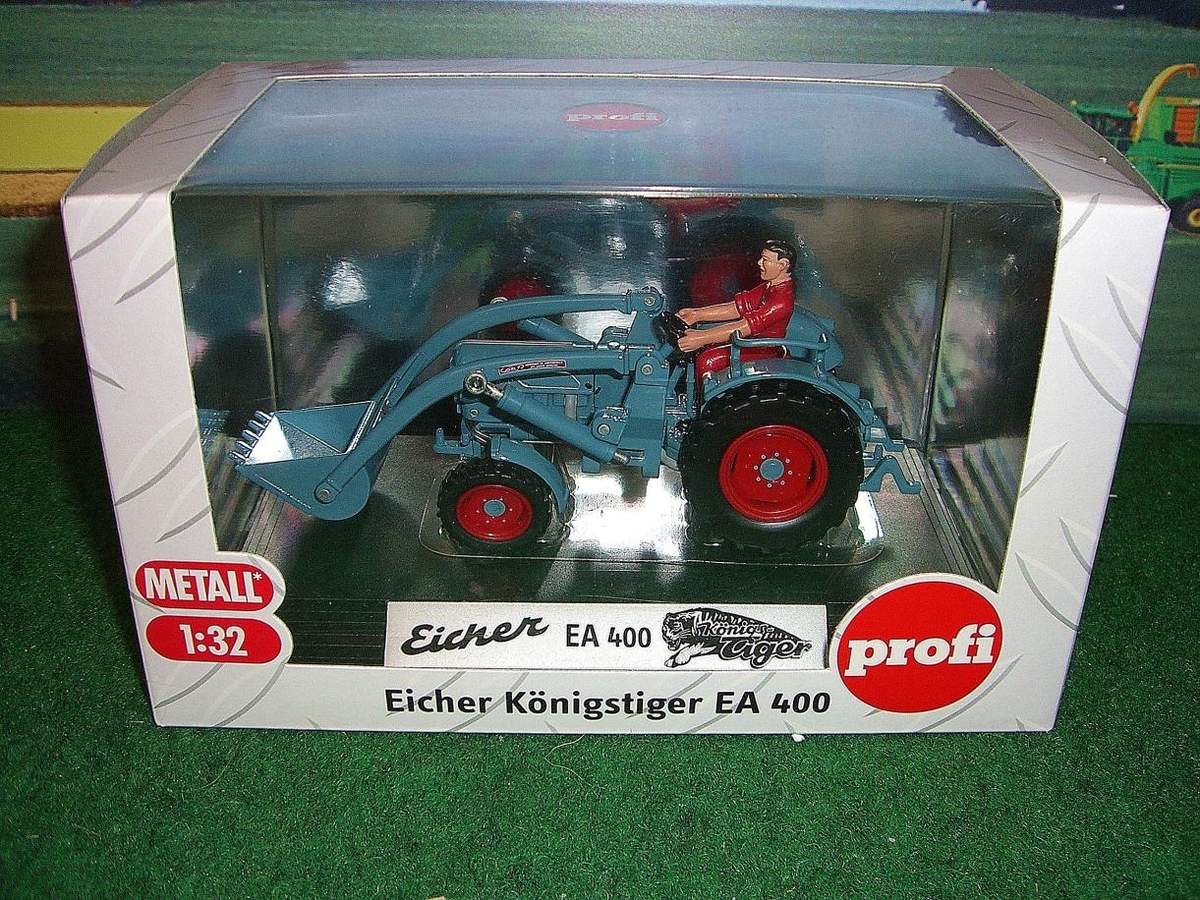 profi
METALL*
1:32
Eicher EA 400 Königstiger
profi
Eicher Königstiger EA 400